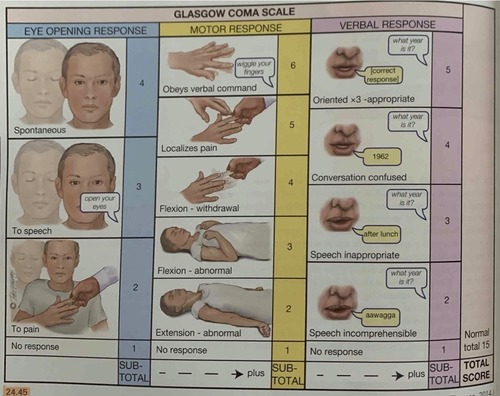 GLASGOW COMA SCALE
EYE OPENING RESPONSE
Spontaneous
4
open your
eyes
To speech
3
To pain
2
No response
1
SUB-
TOTAL
MOTOR RESPONSE
wiggle your
fingers
Obeys verbal command
6
Localizes pain
5
Flexion - withdrawal
4
Flexion - abnormal
3
Extension - abnormal
2
No response
1
plus
SUB-
TOTAL
VERBAL RESPONSE
what year
is it?
[correct
response]
Oriented ×3 -appropriate
5
what year
is it?
1962
Conversation confused
4
what year
is it?
after lunch
Speech inappropriate
3
what year
is it?
aawagga
Speech incomprehensible
2
No response
1
plus
SUB-
TOTAL
Normal
total 15
TOTAL
SCORE
24.45